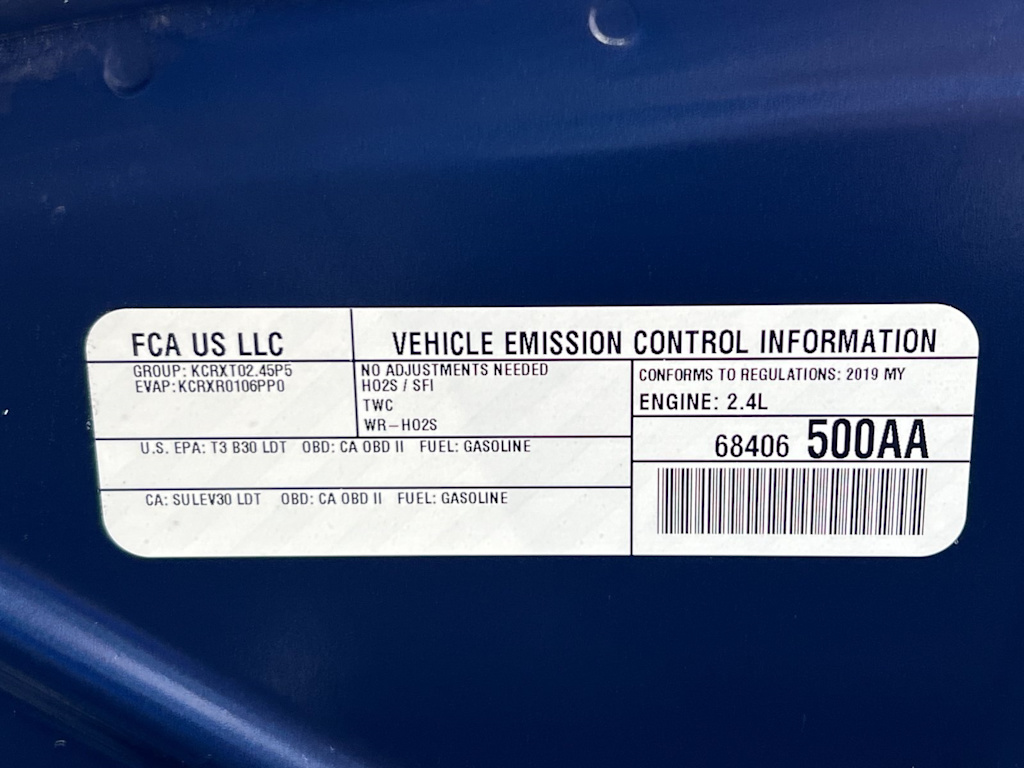 FCA US LLC
VEHICLE EMISSION CONTROL INFORMATION
GROUP: KCRXT02.45P5
EVAP: KCRXR0106PP0
NO ADJUSTMENTS NEEDED
HO2S / SFI
TWC
WR-HO2S
CONFORMS TO REGULATIONS: 2019 MY
ENGINE: 2.4L
68406 500AA
U.S. EPA: T3 B30 LDT OBD: CA OBD II FUEL: GASOLINE
CA: SULEV30 LDT OBD: CA OBD II FUEL: GASOLINE